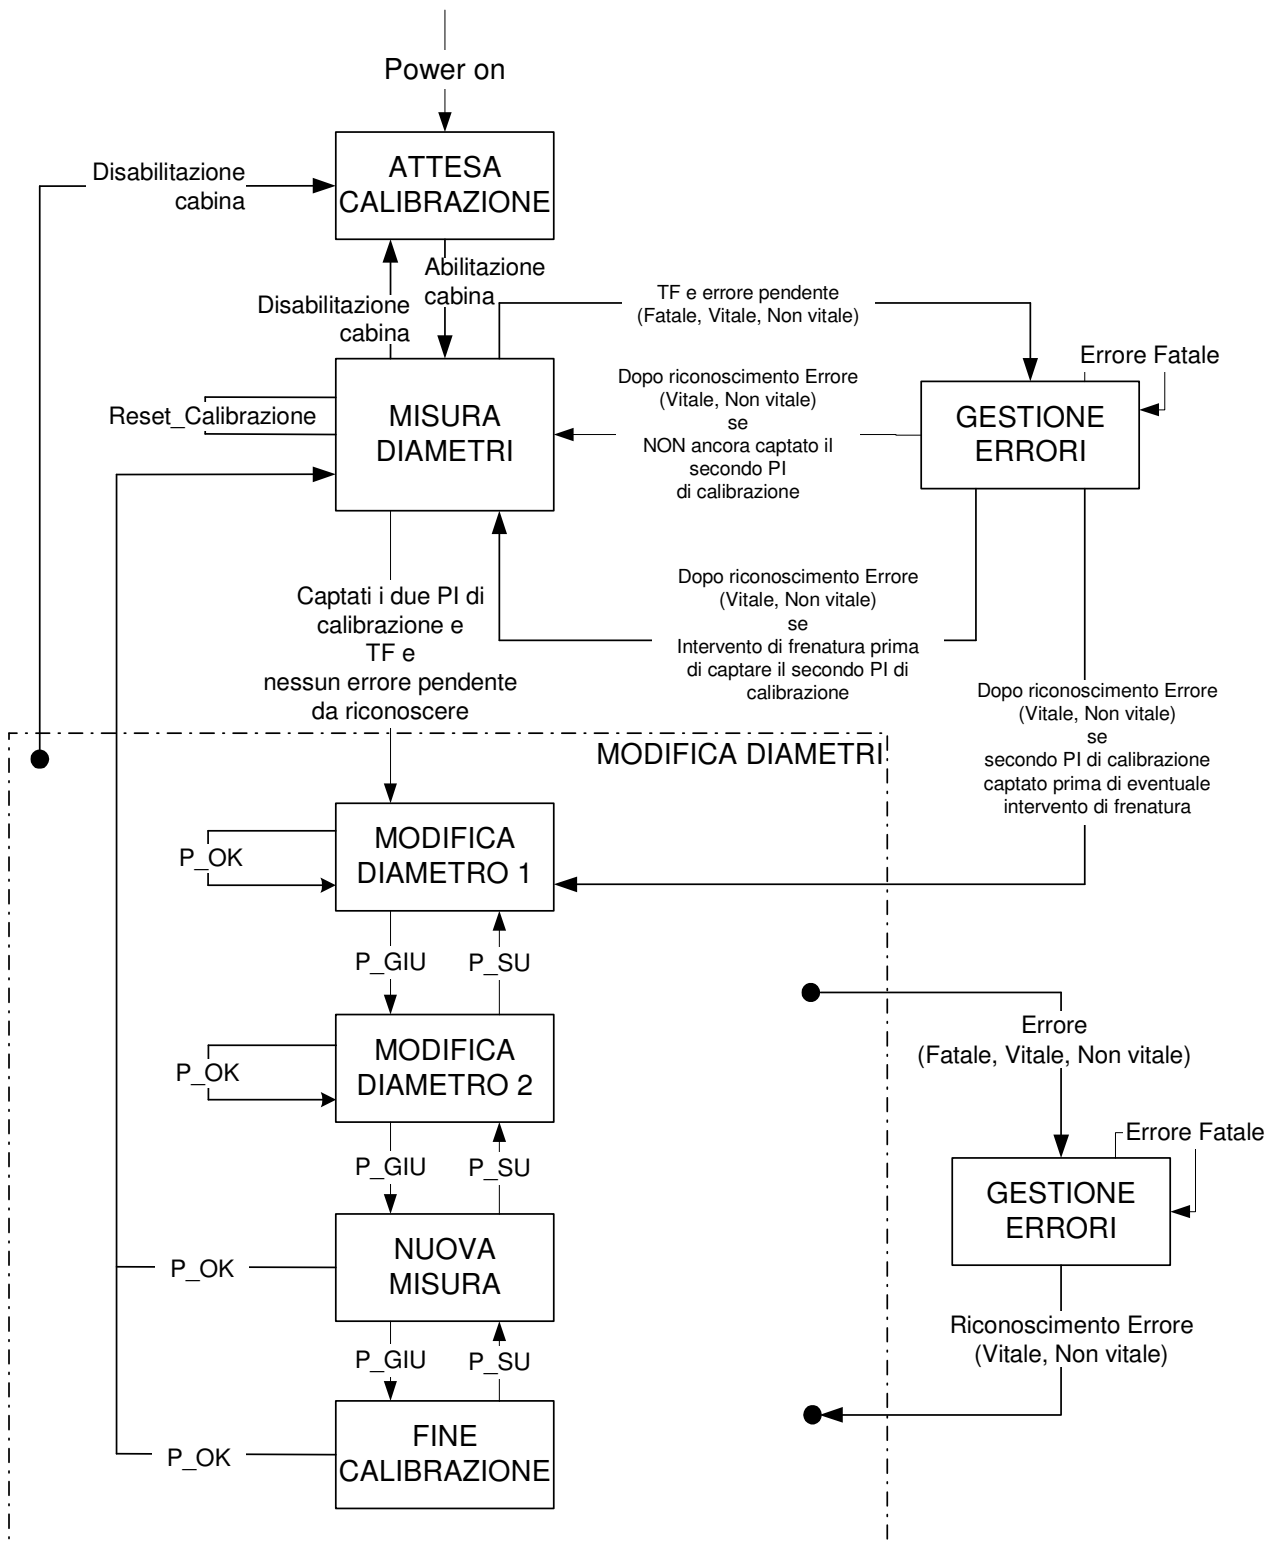 Power on
ATTESA
CALIBRAZIONE
Disabilitazione
cabina
Abilitazione
cabina
Disabilitazione
cabina
TF e errore pendente
(Fatale, Vitale, Non vitale)
Errore Fatale
Reset_Calibrazione
MISURA
DIAMETRI
Dopo riconoscimento Errore
(Vitale, Non vitale)
se
NON ancora captato il
secondo PI
di calibrazione
GESTIONE
ERRORI
Captati i due PI di
calibrazione e
TF e
nessun errore pendente
da riconoscere
Dopo riconoscimento Errore
(Vitale, Non vitale)
se
Intervento di frenatura prima
di captare il secondo PI di
calibrazione
Dopo riconoscimento Errore
(Vitale, Non vitale)
se
secondo PI di calibrazione
captato prima di eventuale
intervento di frenatura
MODIFICA DIAMETRI
P_OK
MODIFICA
DIAMETRO 1
P_GIU
P_SU
P_OK
MODIFICA
DIAMETRO 2
Errore
(Fatale, Vitale, Non vitale)
Errore Fatale
P_GIU
P_SU
GESTIONE
ERRORI
P_OK
NUOVA
MISURA
Riconoscimento Errore
(Vitale, Non vitale)
P_GIU
P_SU
P_OK
FINE
CALIBRAZIONE